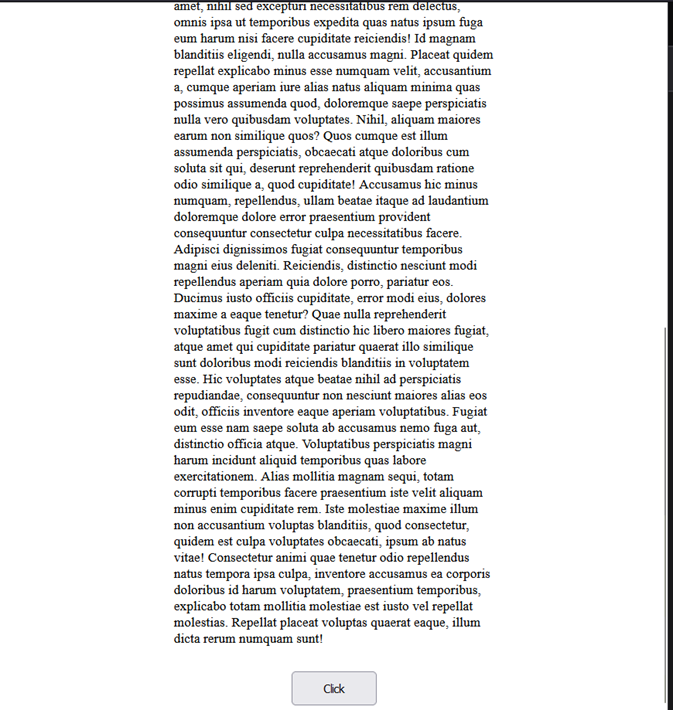 amet, nihil sed excepturi necessitatibus rem delectus,
omnis ipsa ut temporibus expedita quas natus ipsum fuga
eum harum nisi facere cupiditate reiciendis! Id magnam
blanditiis eligendi, nulla accusamus magni. Placeat quidem
repellat explicabo minus esse numquam velit, accusantium
a, cumque aperiam iure alias natus aliquam minima quas
possimus assumenda quod, doloremque saepe perspiciatis
nulla vero quibusdam voluptates. Nihil, aliquam maiores
earum non similique quos? Quos cumque est illum
assumenda perspiciatis, obcaecati atque doloribus cum
soluta sit qui, deserunt reprehenderit quibusdam ratione
odio similique a, quod cupiditate! Accusamus hic minus
numquam, repellendus, ullam beatae itaque ad laudantium
doloremque dolore error praesentium provident
consequuntur consectetur culpa necessitatibus facere.
Adipisci dignissimos fugiat consequuntur temporibus
magni eius deleniti. Reiciendis, distinctio nesciunt modi
repellendus aperiam quia dolore porro, pariatur eos.
Ducimus iusto officiis cupiditate, error modi eius, dolores
maxime a eaque tenetur? Quae nulla reprehenderit
voluptatibus fugit cum distinctio hic libero maiores fugiat,
atque amet qui cupiditate pariatur quaerat illo similique
sunt doloribus modi reiciendis blanditiis in voluptatem
esse. Hic voluptates atque beatae nihil ad perspiciatis
repudiandae, consequuntur non nesciunt maiores alias eos
odit, officiis inventore eaque aperiam voluptatibus. Fugiat
eum esse nam saepe soluta ab accusamus nemo fuga aut,
distinctio officia atque. Voluptatibus perspiciatis magni
harum incidunt aliquid temporibus quas labore
exercitationem. Alias mollitia magnam sequi, totam
corrupti temporibus facere praesentium iste velit aliquam
minus enim cupiditate rem. Iste molestiae maxime illum
non accusantium voluptas blanditiis, quod consectetur,
quidem est culpa voluptates obcaecati, ipsum ab natus
vitae! Consectetur animi quae tenetur odio repellendus
natus tempora ipsa culpa, inventore accusamus ea corporis
doloribus id harum voluptatem, praesentium temporibus,
explicabo totam mollitia molestiae est iusto vel repellat
molestias. Repellat placeat voluptas quaerat eaque, illum
dicta rerum numquam sunt!
Click